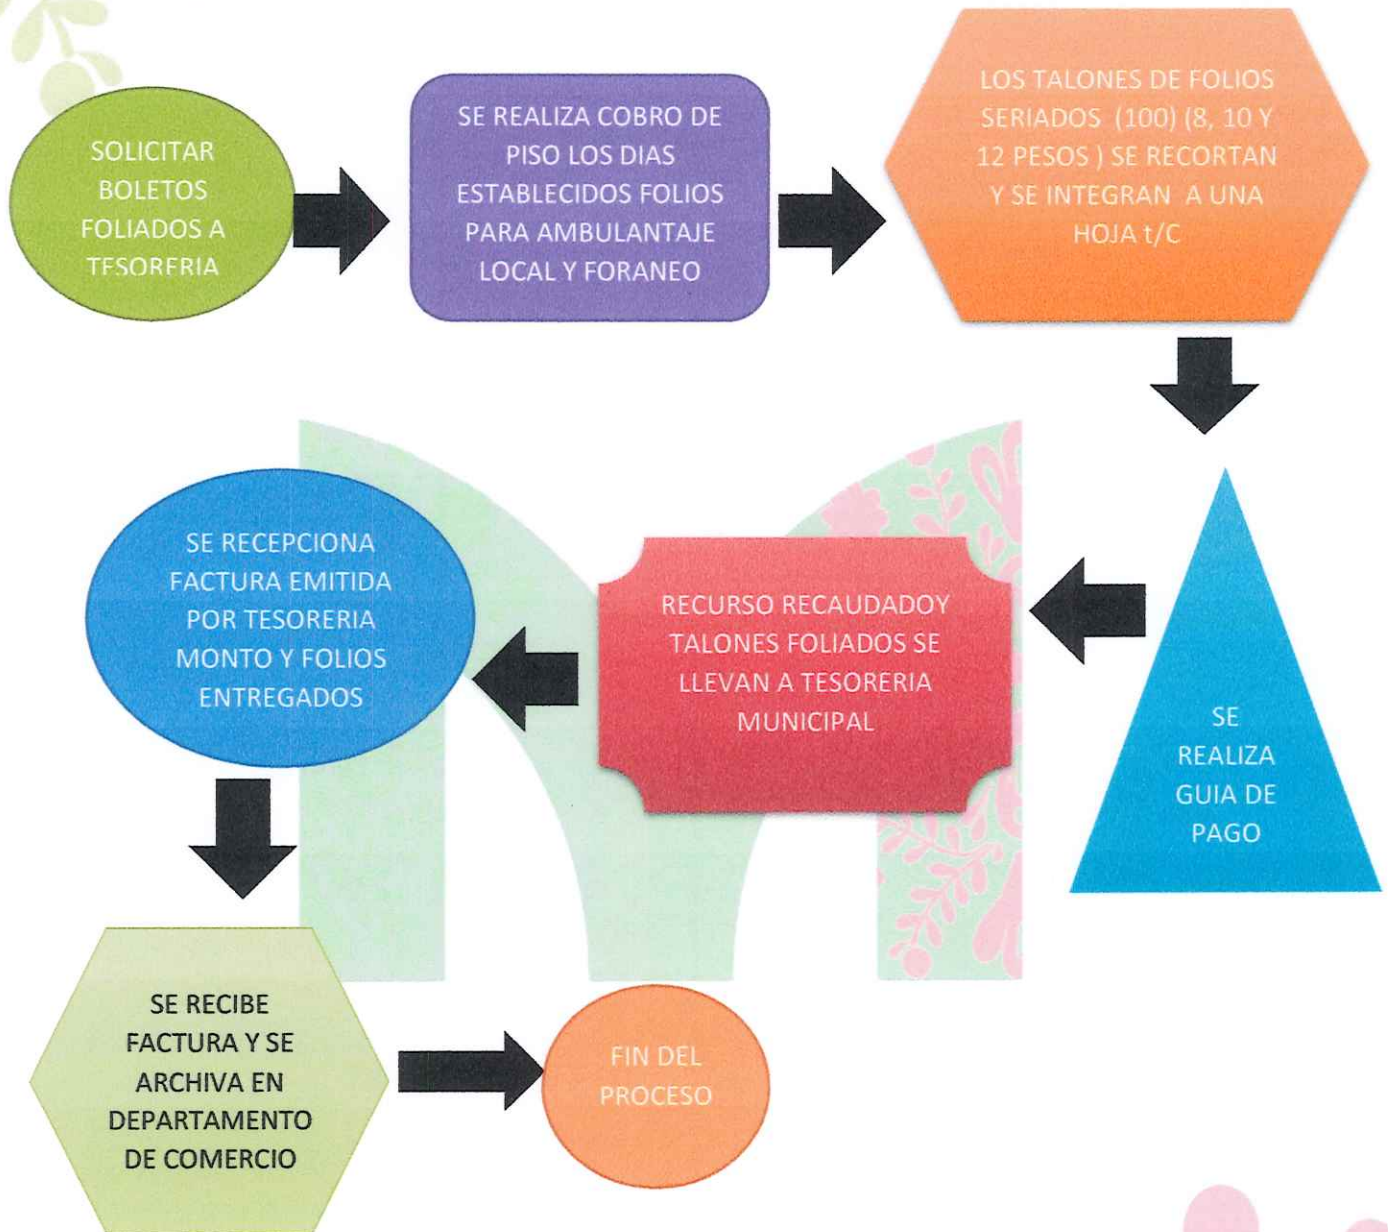 SOLICITAR
BOLETOS
FOLIADOS A
TESORERIA
SE REALIZA COBRO DE
PISO LOS DIAS
ESTABLECIDOS FOLIOS
PARA AMBULANTAJE
LOCAL Y FORANEO
LOS TALONES DE FOLIOS
SERIADOS (100) (8, 10 Y
12 PESOS ) SE RECORTAN
Y SE INTEGRAN A UNA
HOJA t/C
SE
REALIZA
GUIA DE
PAGO
RECURSO RECAUDADOY
TALONES FOLIADOS SE
LLEVAN A TESORERIA
MUNICIPAL
SE RECEPCIONA
FACTURA EMITIDA
POR TESORERIA
MONTO Y FOLIOS
ENTREGADOS
SE RECIBE
FACTURA Y SE
ARCHIVA EN
DEPARTAMENTO
DE COMERCIO
FIN DEL
PROCESO